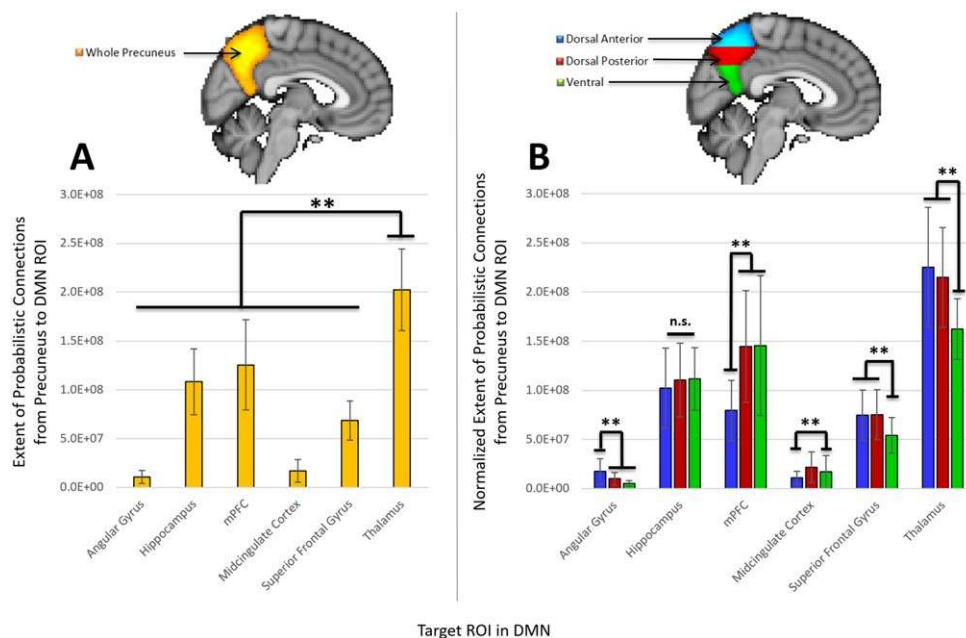 Whole Precuneus
A
Extent of Probabilistic Connections
from Precuneus to DMN ROI
3.0E+08
2.5E+08
2.0E+08
1.5E+08
1.0E+08
5.0E+07
0.0E+00
**
Angular Gyrus
Hippocampus
mPFC
Midcingulate Cortex
Superior Frontal Gyrus
Thalamus
Dorsal Anterior
Dorsal Posterior
Ventral
B
Normalized Extent of Probabilistic Connections
from Precuneus to DMN ROI
3.0E+08
2.5E+08
2.0E+08
1.5E+08
1.0E+08
5.0E+07
0.0E+00
**
n.s.
**
**
**
**
Angular Gyrus
Hippocampus
mPFC
Midcingulate Cortex
Superior Frontal Gyrus
Thalamus
Target ROI in DMN